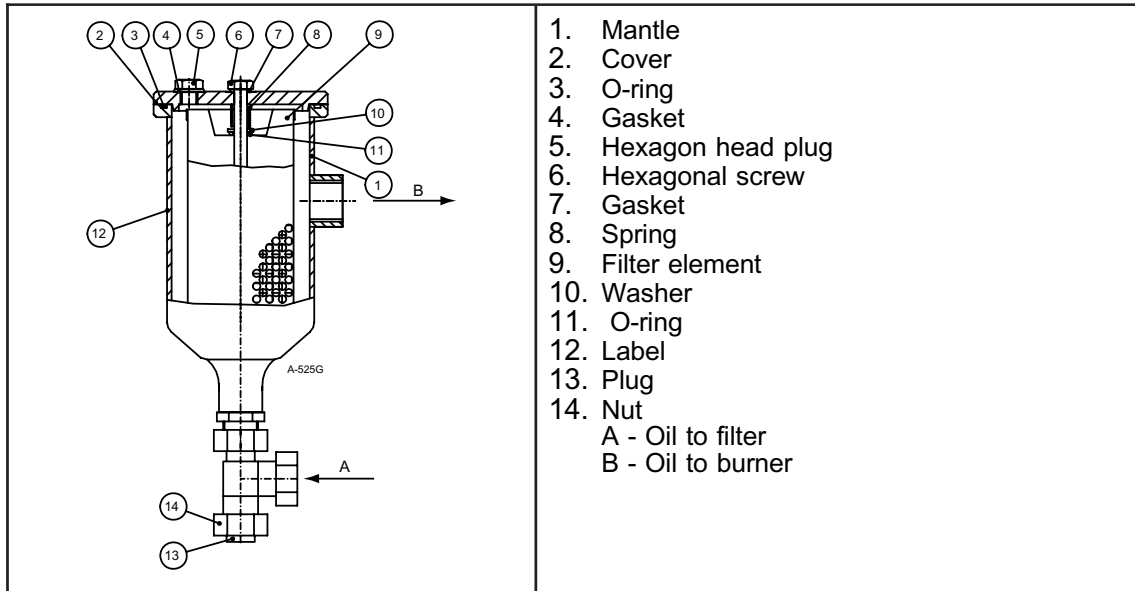 2 3 4 5 6 7 8 9
10
11
1
B
12
A-525G
A
14
13
1. Mantle
2. Cover
3. O-ring
4. Gasket
5. Hexagon head plug
6. Hexagonal screw
7. Gasket
8. Spring
9. Filter element
10. Washer
11. O-ring
12. Label
13. Plug
14. Nut
A - Oil to filter
B - Oil to burner